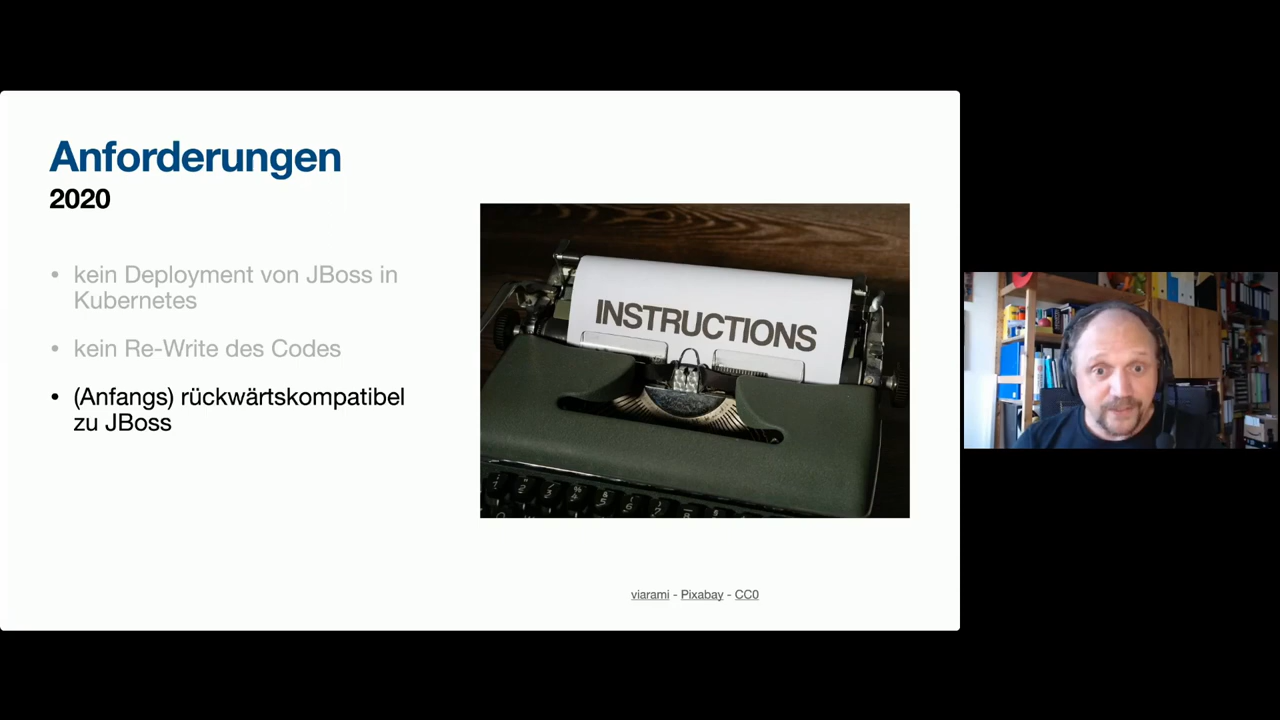 Anforderungen
2020
• kein Deployment von JBoss in
Kubernetes
• kein Re-Write des Codes
• (Anfangs) rückwärtskompatibel
zu JBoss
INSTRUCTIONS
viarami - Pixabay - CC0